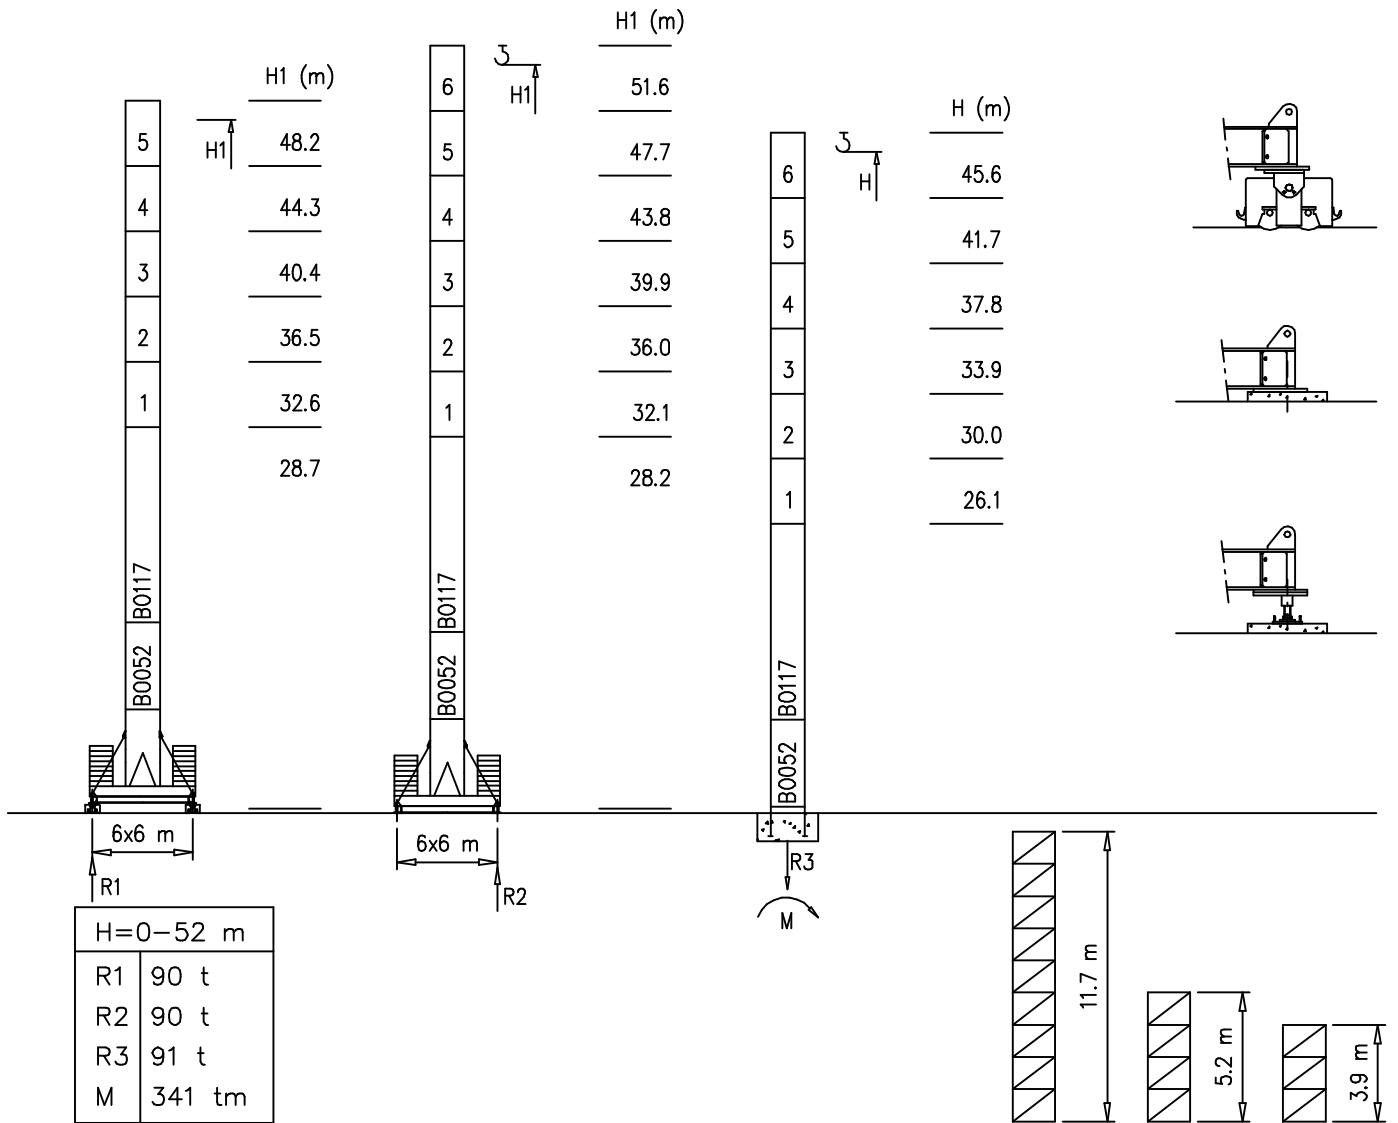 H1 (m)
5
4
3
2
1
B0117
B0052
H1
48.2
44.3
40.4
36.5
32.6
28.7
6x6 m
R1
H1 (m)
6
5
4
3
2
1
B0117
B0052
H1
51.6
47.7
43.8
39.9
36.0
32.1
28.2
6x6 m
R2
H (m)
6
5
4
3
2
1
B0117
B0052
H
45.6
41.7
37.8
33.9
30.0
26.1
R3
M
H=0-52 m
R1 90 t
R2 90 t
R3 91 t
M 341 tm
11.7 m
5.2 m
3.9 m